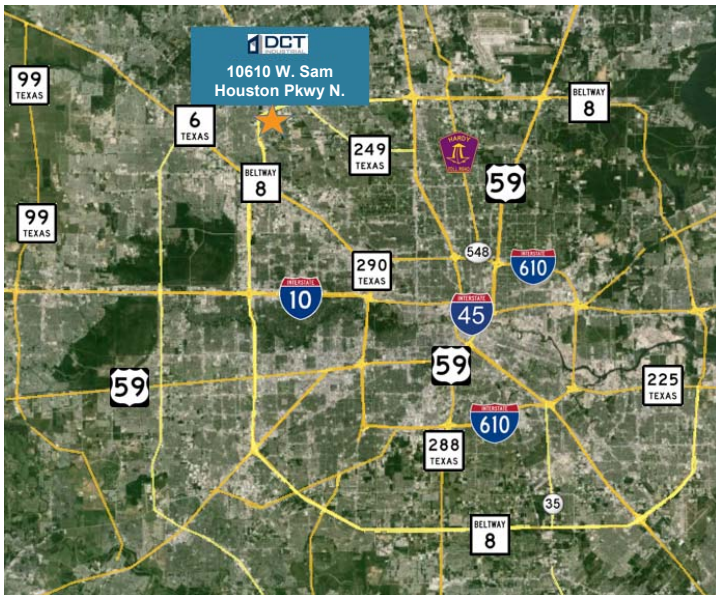 DCT
INDUSTRIAL
10610 W. Sam
Houston Pkwy N.
99
TEXAS
6
TEXAS
BELTWAY
8
249
TEXAS
HARDY
TOLL ROAD
BELTWAY
8
59
99
TEXAS
548
290
TEXAS
INTERSTATE
610
INTERSTATE
10
INTERSTATE
45
59
59
225
TEXAS
INTERSTATE
610
288
TEXAS
35
BELTWAY
8